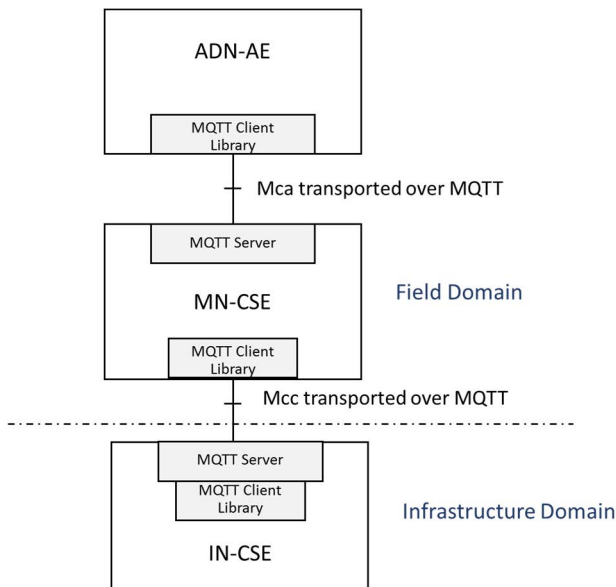 ADN-AE
MQTT Client
Library
Mca transported over MQTT
MQTT Server
MN-CSE
Field Domain
MQTT Client
Library
Mcc transported over MQTT
MQTT Server
MQTT Client
Library
Infrastructure Domain
IN-CSE